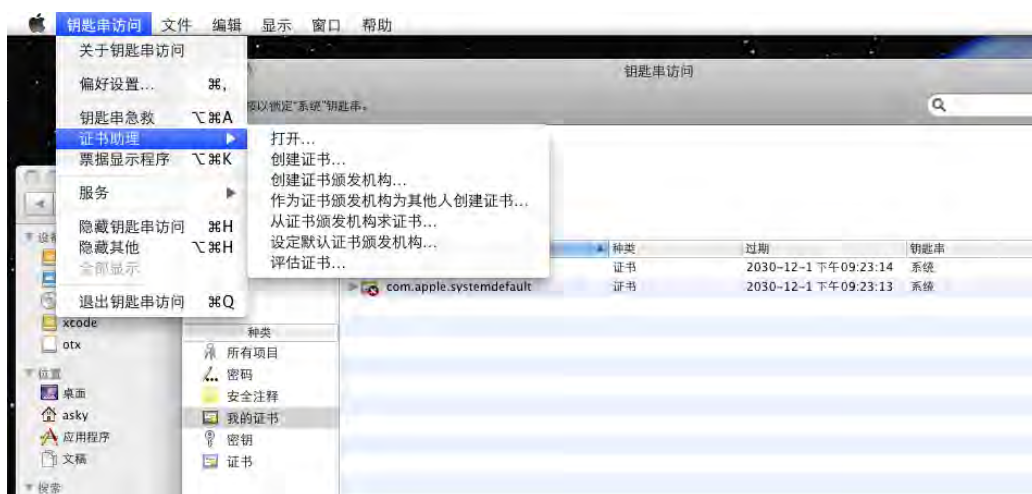 钥匙串访问 文件 编辑 显示 窗口 帮助
关于钥匙串访问
偏好设置... ⌘,
钥匙串急救 ⌥⌘A
证书助理
票据显示程序 ⌥⌘K
服务
隐藏钥匙串访问 ⌘H
隐藏其他 ⌥⌘H
全部显示
退出钥匙串访问 ⌘Q
打开...
创建证书...
创建证书颁发机构...
作为证书颁发机构为其他人创建证书...
从证书颁发机构求证书...
设定默认证书颁发机构...
评估证书...
钥匙串访问
以锁定“系统”钥匙串。
种类 过期 钥匙串
证书 2030-12-1 下午09:23:14 系统
com.apple.systemdefault 证书 2030-12-1 下午09:23:13 系统
xcode
otx
位置
桌面
asky
应用程序
文稿
搜索
种类
所有项目
密码
安全注释
我的证书
密钥
证书